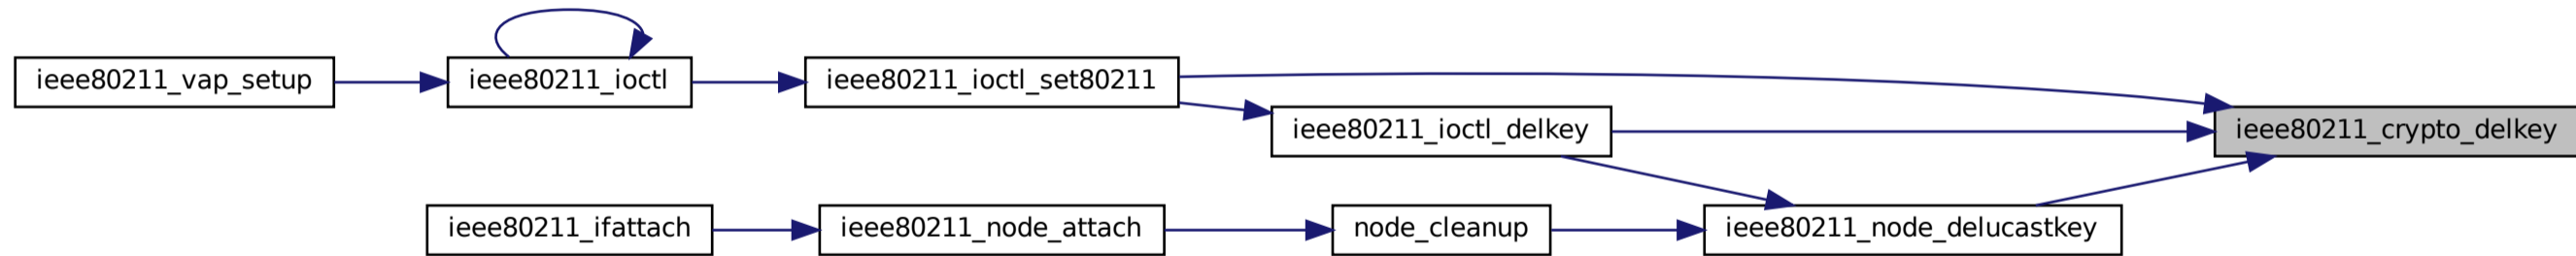 ieee80211_vap_setup
ieee80211_ioctl
ieee80211_ioctl_set80211
ieee80211_ioctl_delkey
ieee80211_crypto_delkey
ieee80211_ifattach
ieee80211_node_attach
node_cleanup
ieee80211_node_delucastkey